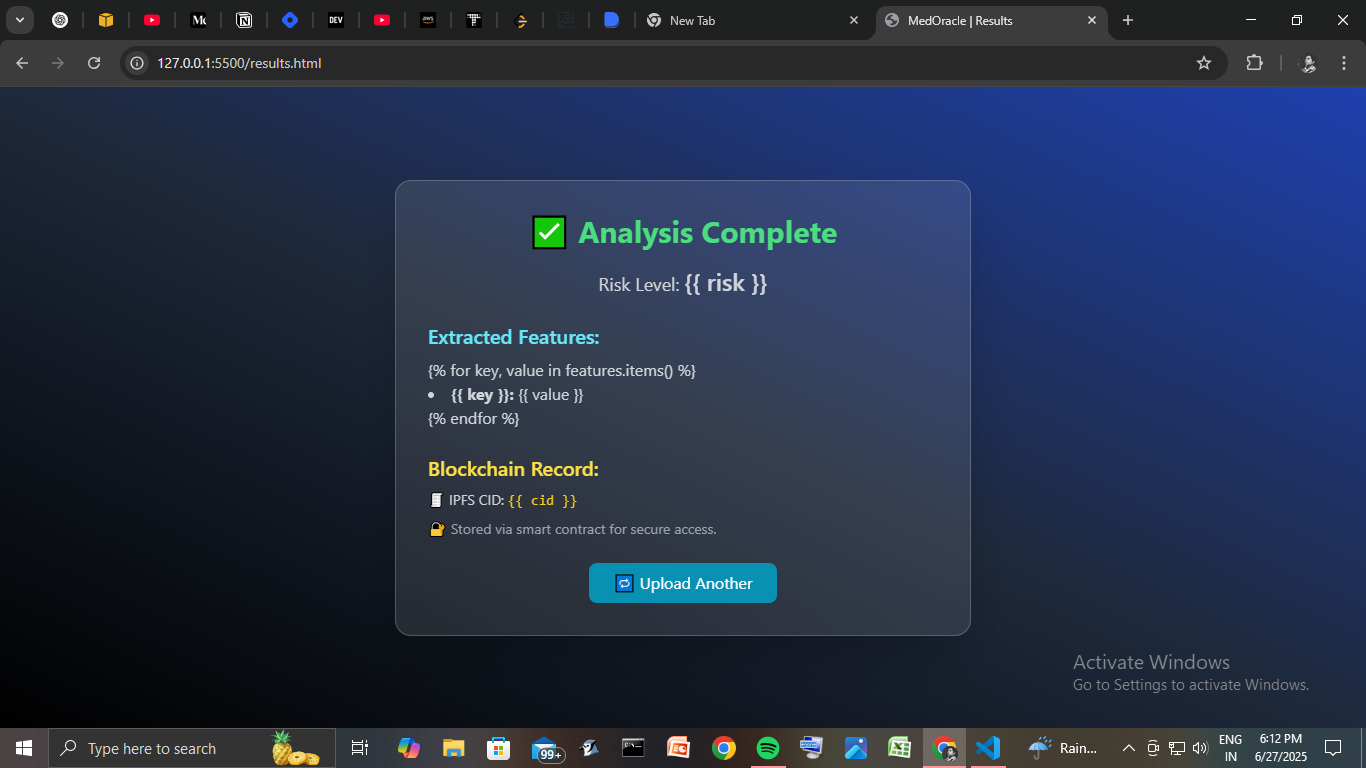 DEV
aws
New Tab
MedOracle | Results
127.0.0.1:5500/results.html
✅ Analysis Complete
Risk Level: {{ risk }}
Extracted Features:
{% for key, value in features.items() %}
• {{ key }}: {{ value }}
{% endfor %}
Blockchain Record:
🧾 IPFS CID: {{ cid }}
🔐 Stored via smart contract for secure access.
🔁 Upload Another
Activate Windows
Go to Settings to activate Windows.
Type here to search
99+
Rain...
ENG
IN
6:12 PM
6/27/2025